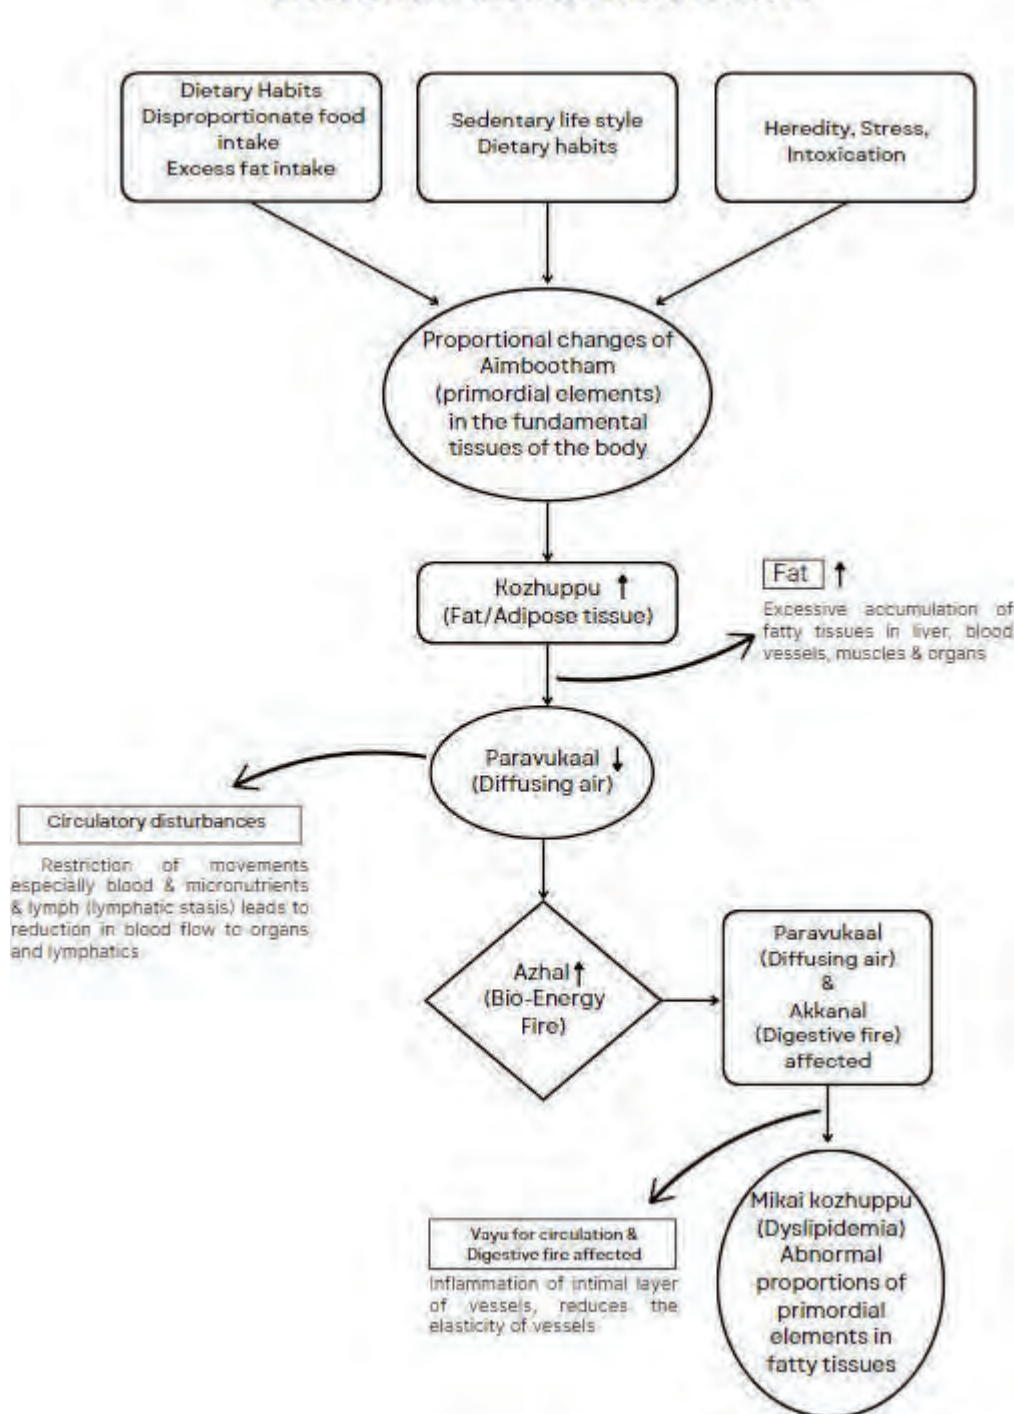 Dietary Habits
Disproportionate food
intake
Excess fat intake
Sedentary life style
Dietary habits
Heredity, Stress,
Intoxication
Proportional changes of
Aimbootham
(primordial elements)
in the fundamental
tissues of the body
Kozhuppu ↑
(Fat/Adipose tissue)
Fat ↑
Excessive accumulation of
fatty tissues in liver, blood
vessels, muscles & organs
Paravukaal ↓
(Diffusing air)
Circulatory disturbances
Restriction of movements
especially blood & micronutrients
& lymph (lymphatic stasis) leads to
reduction in blood flow to organs
and lymphatics
Azhal ↑
(Bio-Energy
Fire)
Paravukaal
(Diffusing air)
&
Akkanal
(Digestive fire)
affected
Vayu for circulation &
Digestive fire affected
Inflammation of intimal layer
of vessels, reduces the
elasticity of vessels
Mikai kozhuppu
(Dyslipidemia)
Abnormal
proportions of
primordial
elements in
fatty tissues